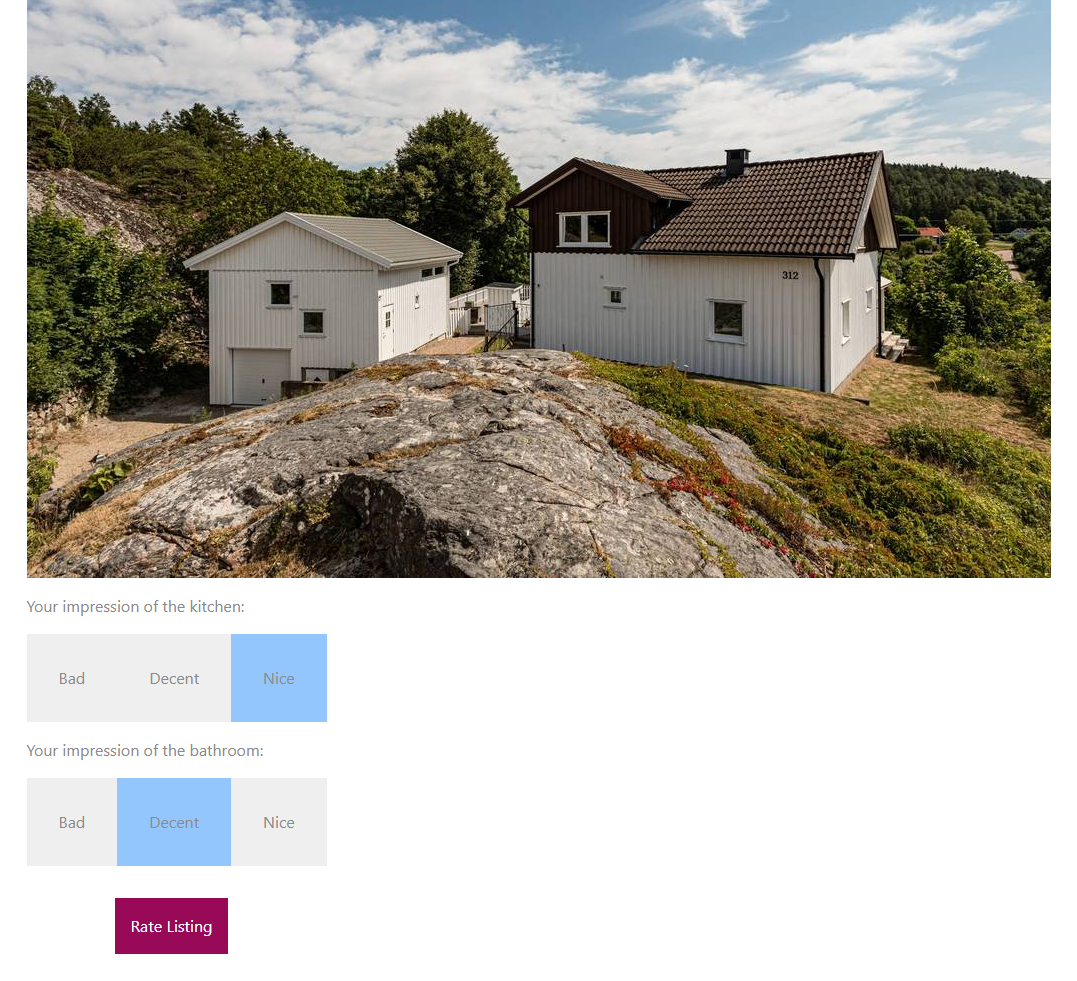 312
Your impression of the kitchen:
Bad Decent Nice
Your impression of the bathroom:
Bad Decent Nice
Rate Listing